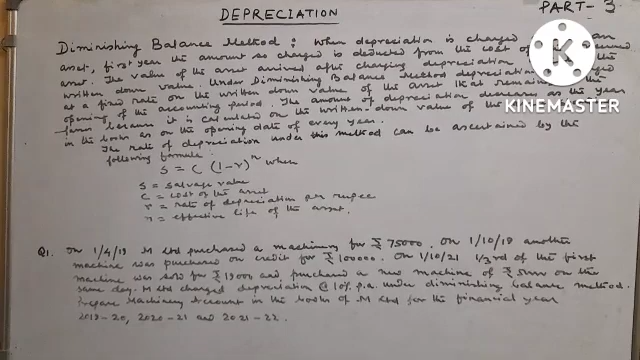 DEPRECIATION
PART- 3
Diminishing Balance Method : When depreciation is charged an
asset, first year the amount so charged is deducted from the cost of the
asset. The value of the asset arrived after charging depreciation
written down value. Under Diminishing Balance Method depreciation charged
at a fixed rate on the written down value of the asset that remains the
opening of the accounting period. The amount of depreciation decreases as the year
because it is calculated on the written-down value of the
in the books as on the opening date of every year.
The rate of depreciation under this method can be ascertained by the
following formula:
S = C (1-r)^n when
S = Salvage value
C = cost of the asset
r = rate of depreciation per rupee
n = effective life of the asset.
Q1. On 1/4/19 M Ltd purchased a machinery for ₹ 75000. On 1/10/19 another
machine was purchased on credit for ₹ 100000. On 1/10/21 1/3rd of the first
machine was sold for ₹ 19000 and purchased a new machine of ₹ on the
same day. M Ltd charged depreciation @ 10% p.a. under diminishing balance method.
Prepare Machinery Account in the books of M Ltd for the financial year
2019-20, 2020-21 and 2021-22.
K
KINEMASTER